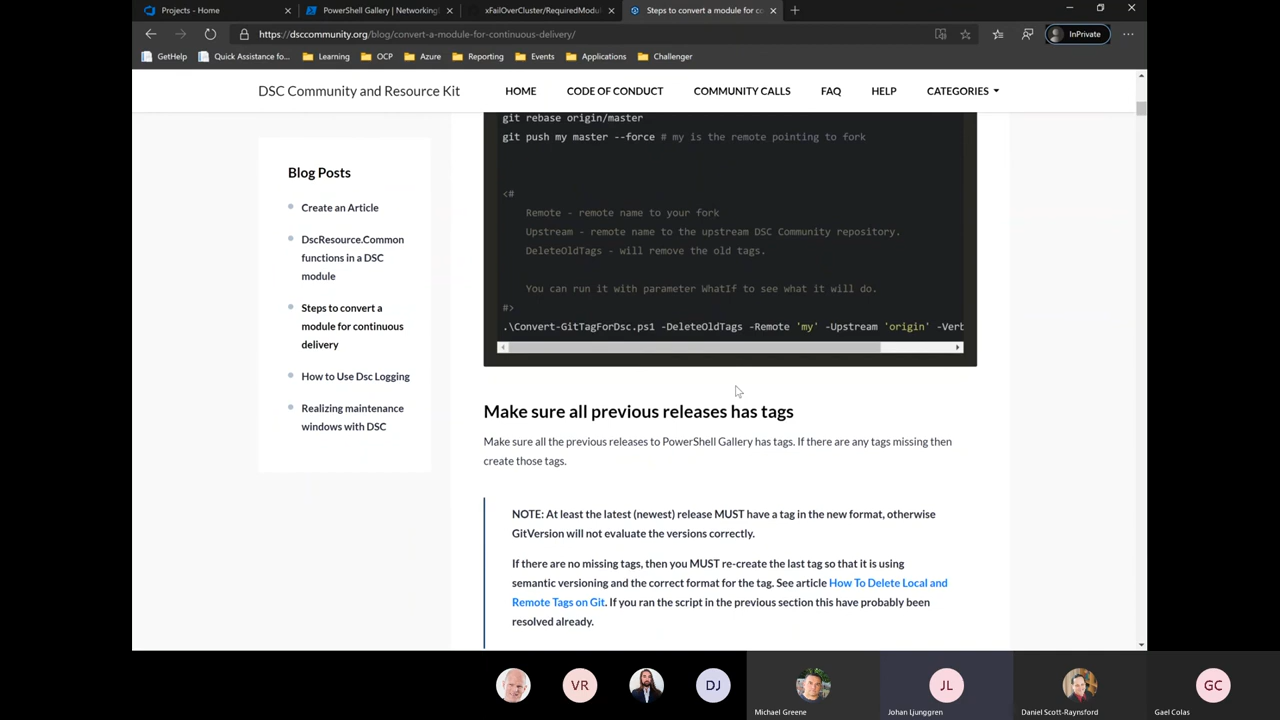 Projects - Home
PowerShell Gallery | Networking
xFailOverCluster/RequiredModul
Steps to convert a module for co
https://dsccommunity.org/blog/convert-a-module-for-continuous-delivery/
InPrivate
GetHelp
Quick Assistance fo...
Learning
OCP
Azure
Reporting
Events
Applications
Challenger
DSC Community and Resource Kit
HOME
CODE OF CONDUCT
COMMUNITY CALLS
FAQ
HELP
CATEGORIES
Blog Posts
Create an Article
DscResource.Common
functions in a DSC
module
Steps to convert a
module for continuous
delivery
How to Use Dsc Logging
Realizing maintenance
windows with DSC
git rebase origin/master
git push my master --force # my is the remote pointing to fork
<#
Remote - remote name to your fork
Upstream - remote name to the upstream DSC Community repository.
DeleteOldTags - will remove the old tags.
You can run it with parameter WhatIf to see what it will do.
#>
.\Convert-GitTagForDsc.ps1 -DeleteOldTags -Remote 'my' -Upstream 'origin' -Verb
Make sure all previous releases has tags
Make sure all the previous releases to PowerShell Gallery has tags. If there are any tags missing then
create those tags.
NOTE: At least the latest (newest) release MUST have a tag in the new format, otherwise
GitVersion will not evaluate the versions correctly.
If there are no missing tags, then you MUST re-create the last tag so that it is using
semantic versioning and the correct format for the tag. See article How To Delete Local and
Remote Tags on Git. If you ran the script in the previous section this have probably been
resolved already.
VR
DJ
JL
GC
Michael Greene
Johan Ljunggren
Daniel Scott-Raynsford
Gael Colas